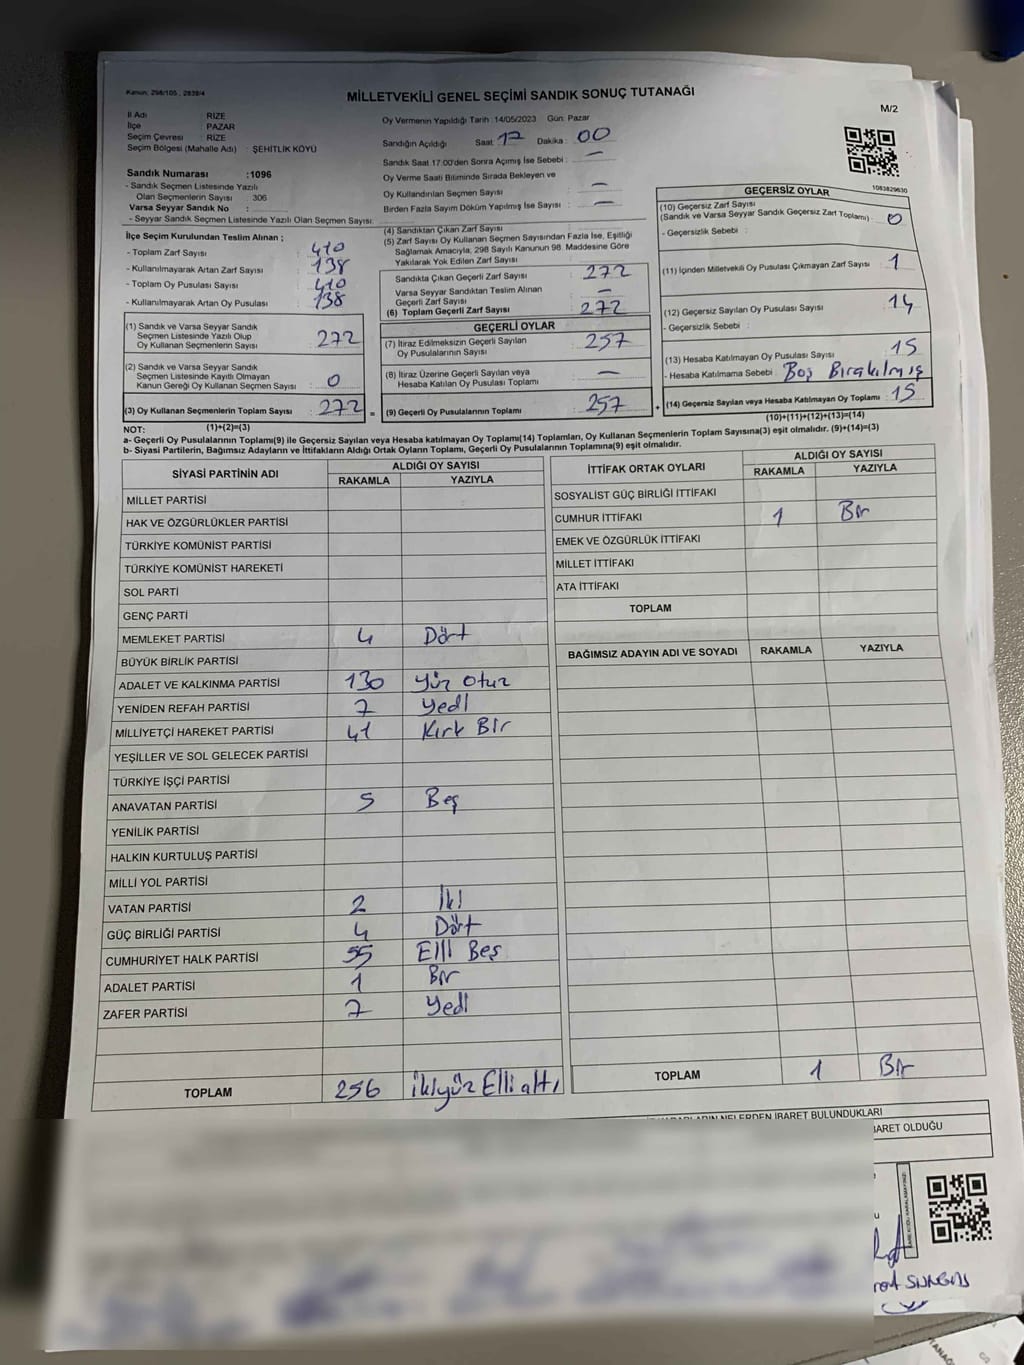 Kanun: 298/105 , 2839/4
MİLLETVEKİLİ GENEL SEÇİMİ SANDIK SONUÇ TUTANAĞI
M/2
İl Adı : RİZE
İlçe : PAZAR
Seçim Çevresi : RİZE
Seçim Bölgesi (Mahalle Adı) : ŞEHİTLİK KÖYÜ
Sandık Numarası :1096
- Sandık Seçmen Listesinde Yazılı
Olan Seçmenlerin Sayısı : 306
Varsa Seyyar Sandık No :
- Seyyar Sandık Seçmen Listesinde Yazılı Olan Seçmen Sayısı:
Oy Vermenin Yapıldığı Tarih :14/05/2023 Gün: Pazar
Sandığın Açıldığı Saat: 17 Dakika: 00
Sandık Saat 17:00'den Sonra Açılmış İse Sebebi : —
Oy Verme Saati Bitiminde Sırada Bekleyen ve
Oy Kullandırılan Seçmen Sayısı : —
Birden Fazla Sayım Döküm Yapılmış İse Sayısı : —
1083829630
İlçe Seçim Kurulundan Teslim Alınan ;
- Toplam Zarf Sayısı : 410
- Kullanılmayarak Artan Zarf Sayısı : 138
- Toplam Oy Pusulası Sayısı : 410
- Kullanılmayarak Artan Oy Pusulası : 138
(1) Sandık ve Varsa Seyyar Sandık
Seçmen Listesinde Yazılı Olup
Oy Kullanan Seçmenlerin Sayısı : 272
(2) Sandık ve Varsa Seyyar Sandık
Seçmen Listesinde Kayıtlı Olmayan
Kanun Gereği Oy Kullanan Seçmen Sayısı : 0
(3) Oy Kullanan Seçmenlerin Toplam Sayısı : 272 =
(1)+(2)=(3)
(4) Sandıktan Çıkan Zarf Sayısı :
(5) Zarf Sayısı Oy Kullanan Seçmen Sayısından Fazla İse, Eşitliği
Sağlamak Amacıyla, 298 Sayılı Kanunun 98. Maddesine Göre
Yakılarak Yok Edilen Zarf Sayısı :
Sandıkta Çıkan Geçerli Zarf Sayısı : 272
Varsa Seyyar Sandıktan Teslim Alınan
Geçerli Zarf Sayısı : —
(6) Toplam Geçerli Zarf Sayısı : 272
GEÇERLİ OYLAR
(7) İtiraz Edilmeksizin Geçerli Sayılan
Oy Pusulalarının Sayısı : 257
(8) İtiraz Üzerine Geçerli Sayılan veya
Hesaba Katılan Oy Pusulası Toplamı : —
(9) Geçerli Oy Pusulalarının Toplamı : 257 +
GEÇERSİZ OYLAR
(10) Geçersiz Zarf Sayısı
(Sandık ve Varsa Seyyar Sandık Geçersiz Zarf Toplamı) : 0
- Geçersizlik Sebebi :
(11) İçinden Milletvekili Oy Pusulası Çıkmayan Zarf Sayısı : 1
(12) Geçersiz Sayılan Oy Pusulası Sayısı : 14
- Geçersizlik Sebebi :
(13) Hesaba Katılmayan Oy Pusulası Sayısı : 15
- Hesaba Katılmama Sebebi : Boş Bırakılmış
(14) Geçersiz Sayılan veya Hesaba Katılmayan Oy Toplamı : 15
(10)+(11)+(12)+(13)=(14)
NOT:
a- Geçerli Oy Pusulalarının Toplamı(9) ile Geçersiz Sayılan veya Hesaba katılmayan Oy Toplamı(14) Toplamları, Oy Kullanan Seçmenlerin Toplam Sayısına(3) eşit olmalıdır. (9)+(14)=(3)
b- Siyasi Partilerin, Bağımsız Adayların ve İttifakların Aldığı Ortak Oyların Toplamı, Geçerli Oy Pusulalarının Toplamına(9) eşit olmalıdır.
SİYASİ PARTİNİN ADI ALDIĞI OY SAYISI
RAKAMLA YAZIYLA
MİLLET PARTİSİ
HAK VE ÖZGÜRLÜKLER PARTİSİ
TÜRKİYE KOMÜNİST PARTİSİ
TÜRKİYE KOMÜNİST HAREKETİ
SOL PARTİ
GENÇ PARTİ
MEMLEKET PARTİSİ 4 Dört
BÜYÜK BİRLİK PARTİSİ
ADALET VE KALKINMA PARTİSİ 130 Yüz Otuz
YENİDEN REFAH PARTİSİ 7 Yedi
MİLLİYETÇİ HAREKET PARTİSİ 41 Kırk Bir
YEŞİLLER VE SOL GELECEK PARTİSİ
TÜRKİYE İŞÇİ PARTİSİ
ANAVATAN PARTİSİ 5 Beş
YENİLİK PARTİSİ
HALKIN KURTULUŞ PARTİSİ
MİLLİ YOL PARTİSİ
VATAN PARTİSİ 2 İki
GÜÇ BİRLİĞİ PARTİSİ 4 Dört
CUMHURİYET HALK PARTİSİ 55 Elli Beş
ADALET PARTİSİ 1 Bir
ZAFER PARTİSİ 7 Yedi
TOPLAM 256 İkiyüz Elli altı
İTTİFAK ORTAK OYLARI ALDIĞI OY SAYISI
RAKAMLA YAZIYLA
SOSYALİST GÜÇ BİRLİĞİ İTTİFAKI
CUMHUR İTTİFAKI 1 Bir
EMEK VE ÖZGÜRLÜK İTTİFAKI
MİLLET İTTİFAKI
ATA İTTİFAKI
TOPLAM
BAĞIMSIZ ADAYIN ADI VE SOYADI RAKAMLA YAZIYLA
TOPLAM 1 Bir
NELERDEN İBARET BULUNDUKLARI
BARET OLDUĞU